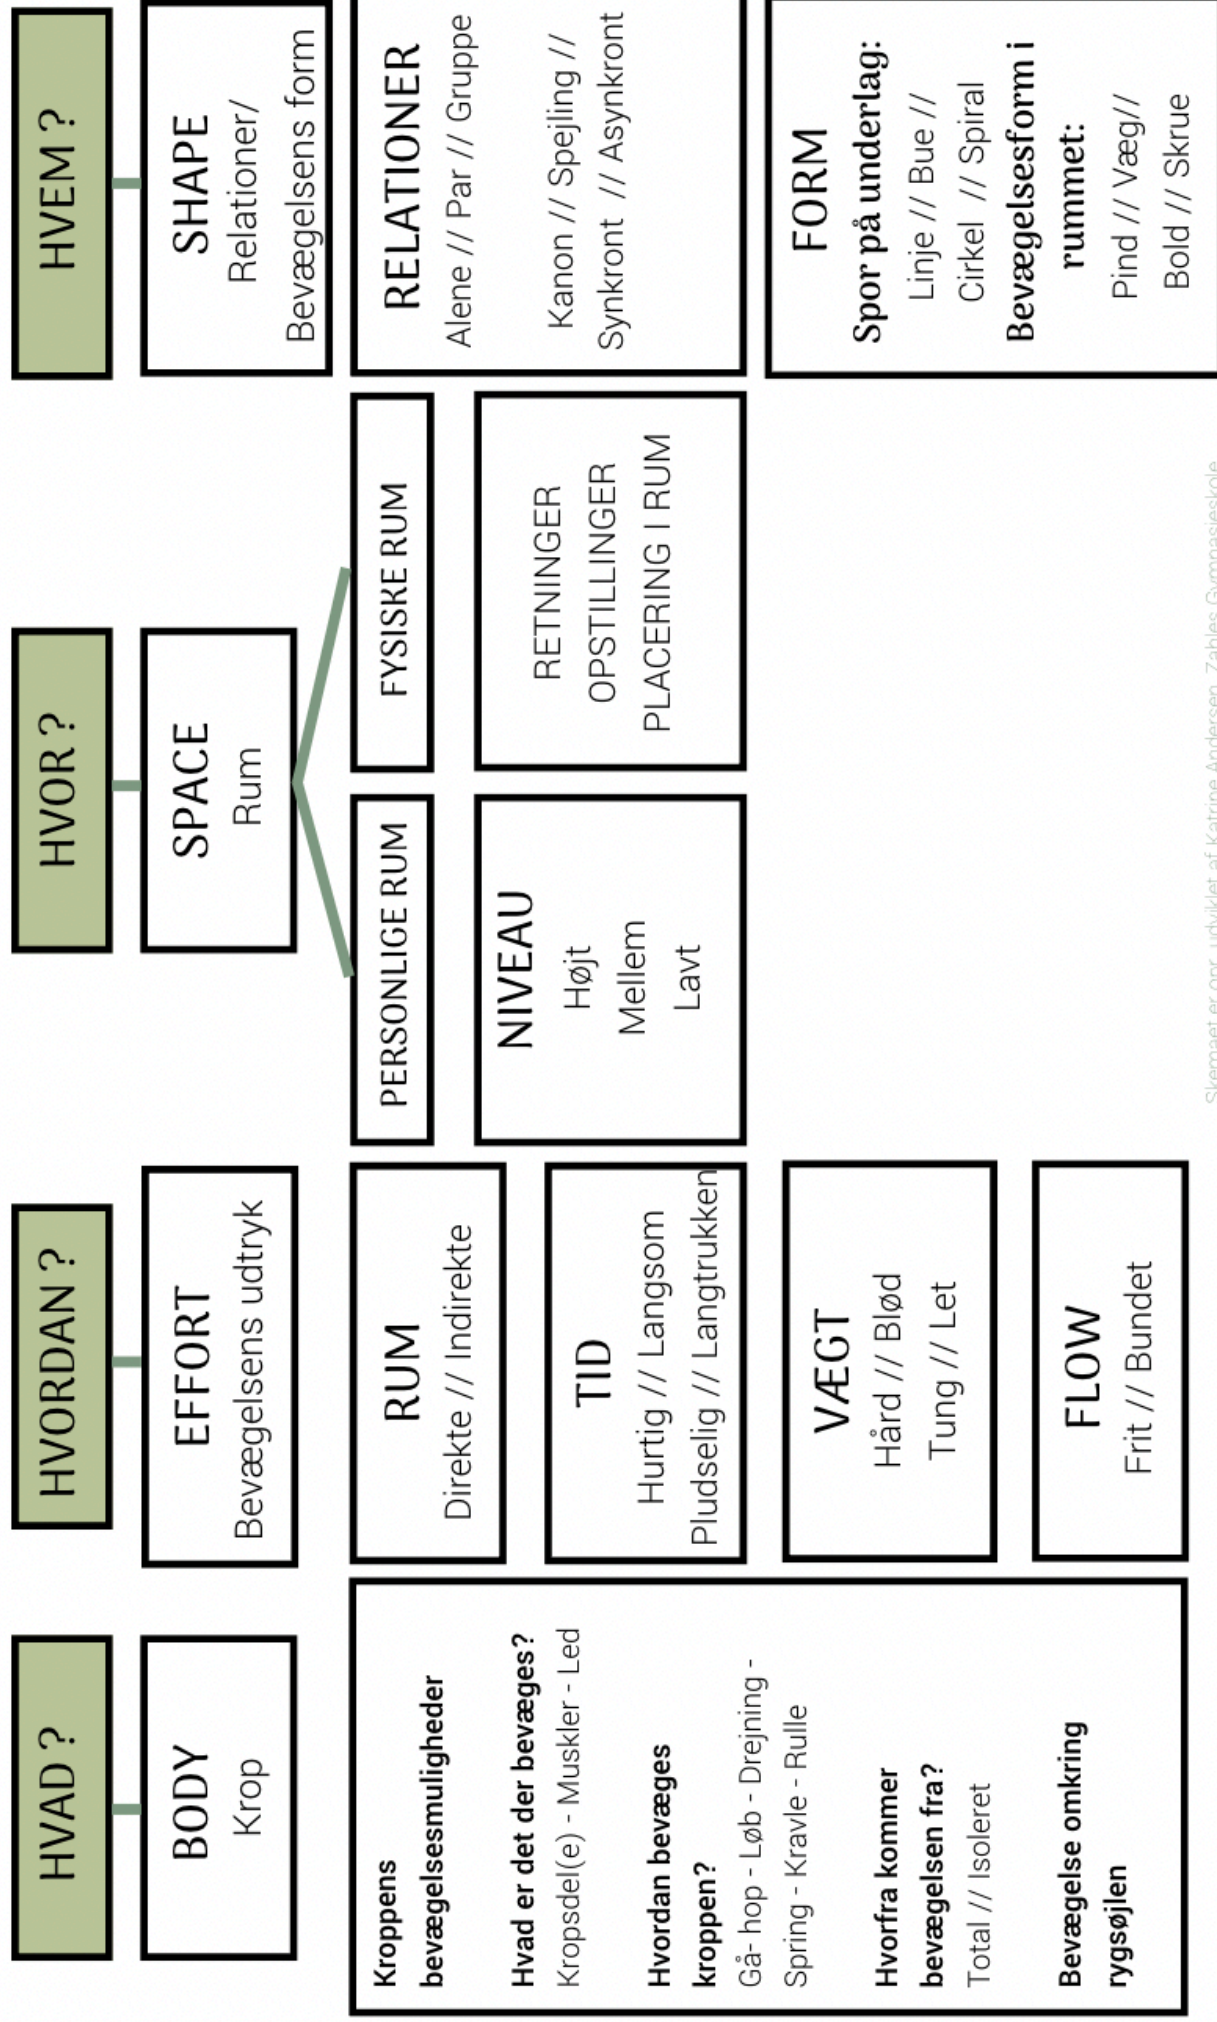 HVAD ?
BODY
Krop
Kroppens
bevægelsesmuligheder
Hvad er det der bevæges?
Kropsdel(e) - Muskler - Led
Hvordan bevæges
kroppen?
Gå- hop - Løb - Drejning -
Spring - Kravle - Rulle
Hvorfra kommer
bevægelsen fra?
Total // Isoleret
Bevægelse omkring
rygsøjlen
HVORDAN ?
EFFORT
Bevægelsens udtryk
RUM
Direkte // Indirekte
TID
Hurtig // Langsom
Pludselig // Langtrukken
VÆGT
Hård // Blød
Tung // Let
FLOW
Frit // Bundet
HVOR ?
SPACE
Rum
PERSONLIGE RUM
NIVEAU
Højt
Mellem
Lavt
FYSISKE RUM
RETNINGER
OPSTILLINGER
PLACERING I RUM
HVEM ?
SHAPE
Relationer/
Bevægelsens form
RELATIONER
Alene // Par // Gruppe
Kanon // Spejling //
Synkront // Asynkront
FORM
Spor på underlag:
Linje // Bue //
Cirkel // Spiral
Bevægelsesform i
rummet:
Pind // Væg//
Bold // Skrue
Skemaet er opr. udviklet af Katrine Andersen, Zahles Gymnasieskole